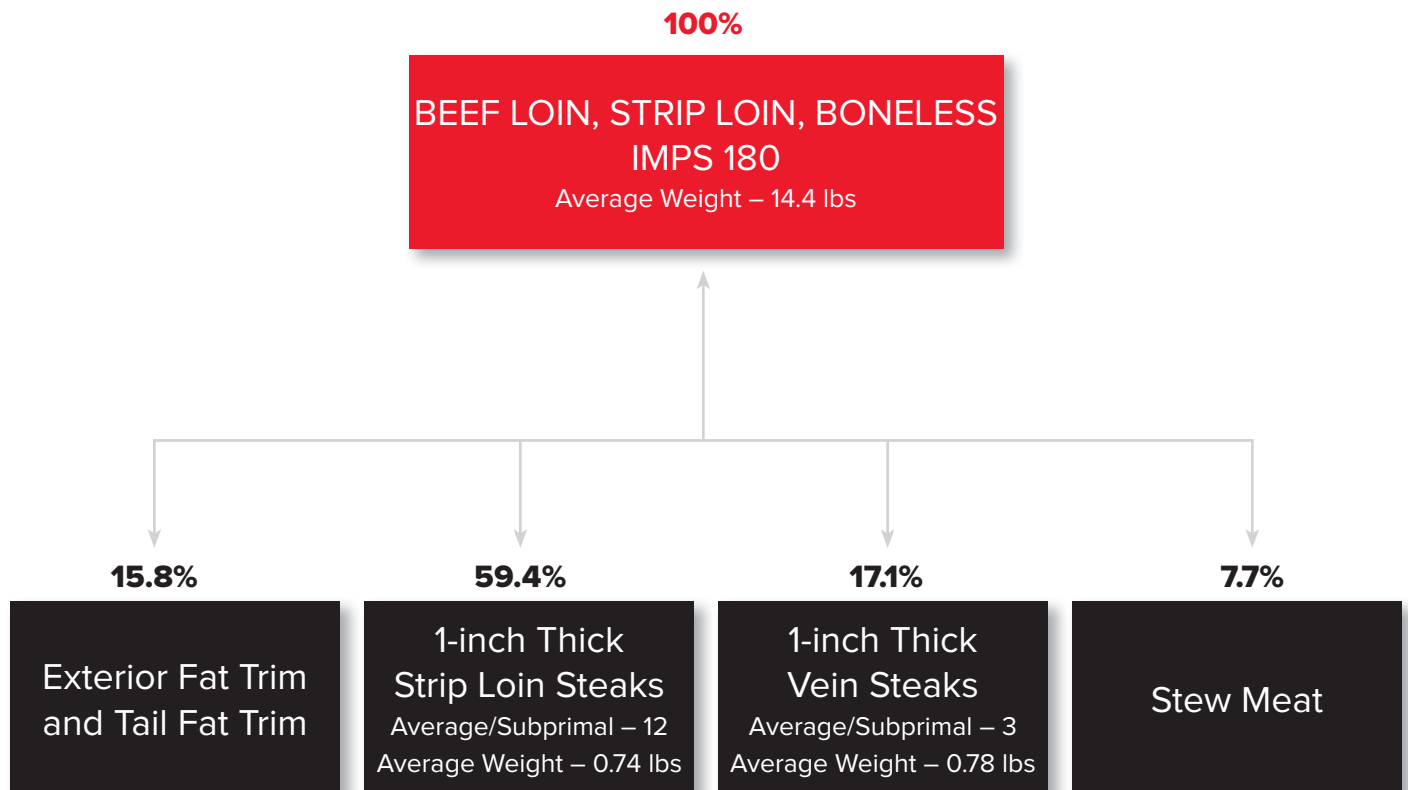 100%
BEEF LOIN, STRIP LOIN, BONELESS
IMPS 180
Average Weight – 14.4 lbs
15.8%
Exterior Fat Trim
and Tail Fat Trim
59.4%
1-inch Thick
Strip Loin Steaks
Average/Subprimal – 12
Average Weight – 0.74 lbs
17.1%
1-inch Thick
Vein Steaks
Average/Subprimal – 3
Average Weight – 0.78 lbs
7.7%
Stew Meat